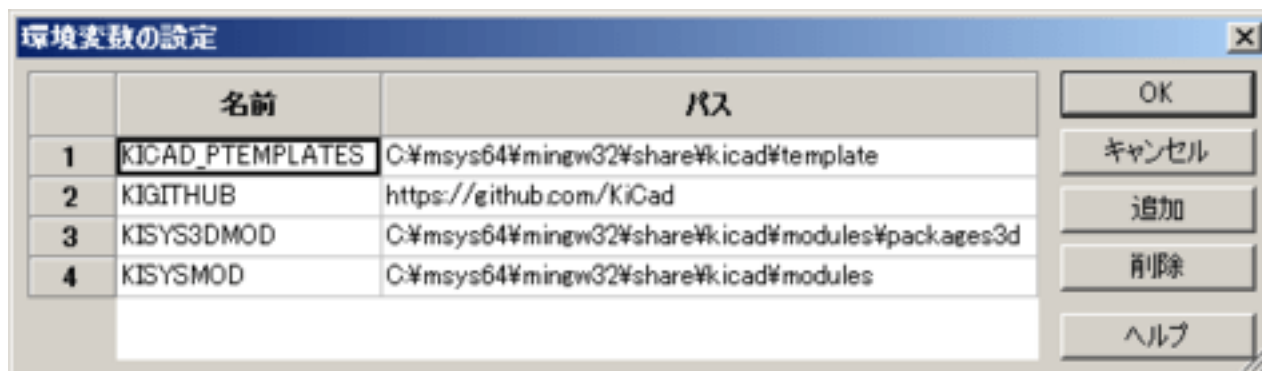 環境変数の設定
名前 パス
1 KICAD_PTEMPLATES C:¥msys64¥mingw32¥share¥kicad¥template
2 KIGITHUB https://github.com/KiCad
3 KISYS3DMOD C:¥msys64¥mingw32¥share¥kicad¥modules¥packages3d
4 KISYSMOD C:¥msys64¥mingw32¥share¥kicad¥modules
OK
キャンセル
追加
削除
ヘルプ